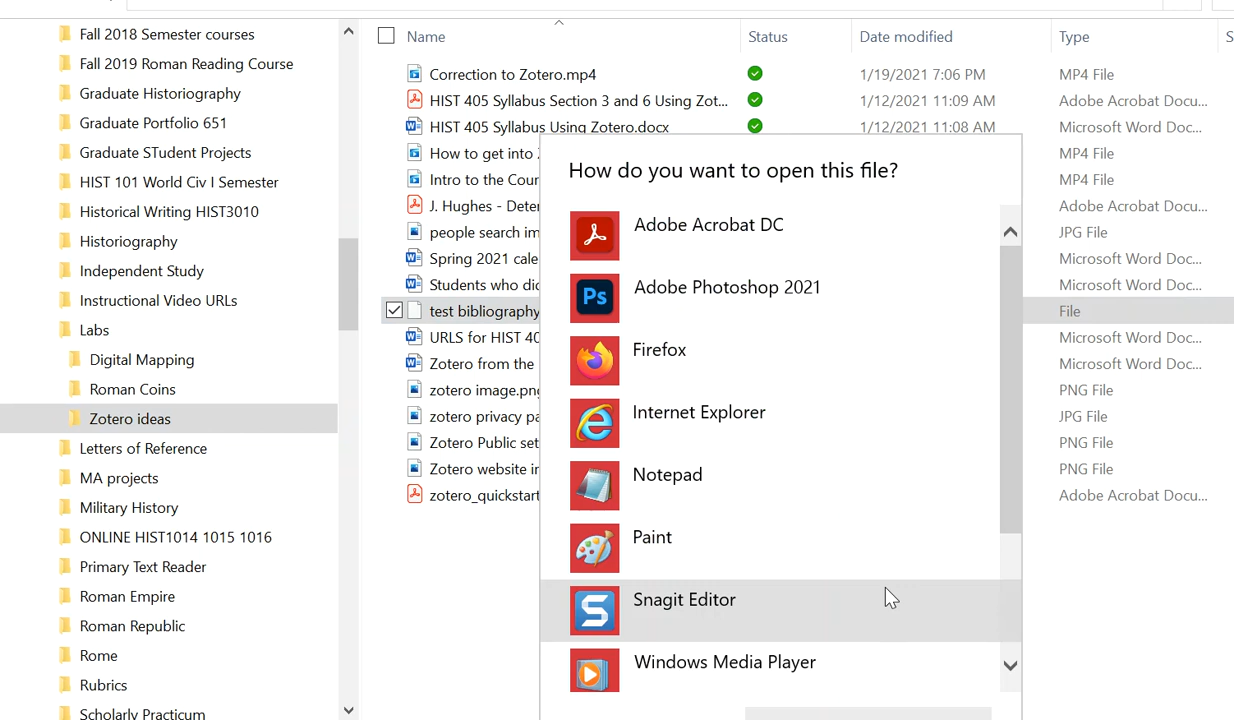 Fall 2018 Semester courses
Fall 2019 Roman Reading Course
Graduate Historiography
Graduate Portfolio 651
Graduate STudent Projects
HIST 101 World Civ I Semester
Historical Writing HIST3010
Historiography
Independent Study
Instructional Video URLs
Labs
Digital Mapping
Roman Coins
Zotero ideas
Letters of Reference
MA projects
Military History
ONLINE HIST1014 1015 1016
Primary Text Reader
Roman Empire
Roman Republic
Rome
Rubrics
Scholarly Practicum
Name Status Date modified Type S
Correction to Zotero.mp4 1/19/2021 7:06 PM MP4 File
HIST 405 Syllabus Section 3 and 6 Using Zot... 1/12/2021 11:09 AM Adobe Acrobat Docu...
HIST 405 Syllabus Using Zotero.docx 1/12/2021 11:08 AM Microsoft Word Doc...
How to get into MP4 File
Intro to the Cour MP4 File
J. Hughes - Deter Adobe Acrobat Docu...
people search im JPG File
Spring 2021 cale Microsoft Word Doc...
Students who did Microsoft Word Doc...
test bibliography File
URLS for HIST 40 Microsoft Word Doc...
Zotero from the Microsoft Word Doc...
zotero image.png PNG File
zotero privacy pa JPG File
Zotero Public set PNG File
Zotero website in PNG File
zotero_quickstart Adobe Acrobat Docu...
How do you want to open this file?
Adobe Acrobat DC
Ps Adobe Photoshop 2021
Firefox
Internet Explorer
Notepad
Paint
S Snagit Editor
Windows Media Player